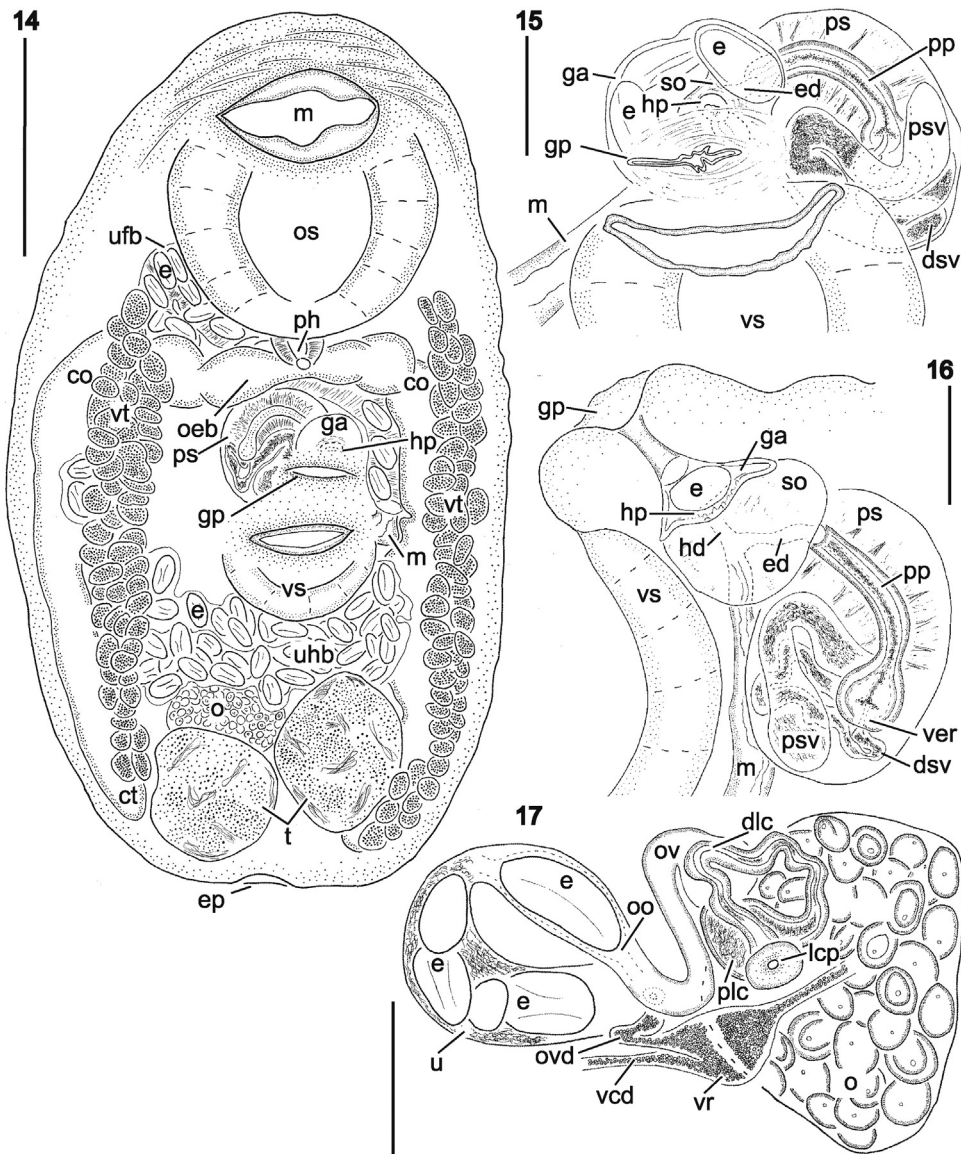 14
m
os
ufb
e
ph
co
vt
oeb
ps
ga
hp
co
gp
vt
m
vs
e
uhb
o
ct
t
ep
15
ps
e
pp
ga
so
ed
e
hp
psv
gp
m
dsv
vs
16
gp
ga
e
so
hp
ps
hd
ed
pp
vs
ver
psv
dsv
m
17
dlc
ov
e
oo
lcp
e
plc
e
u
ovd
vcd
vr
o